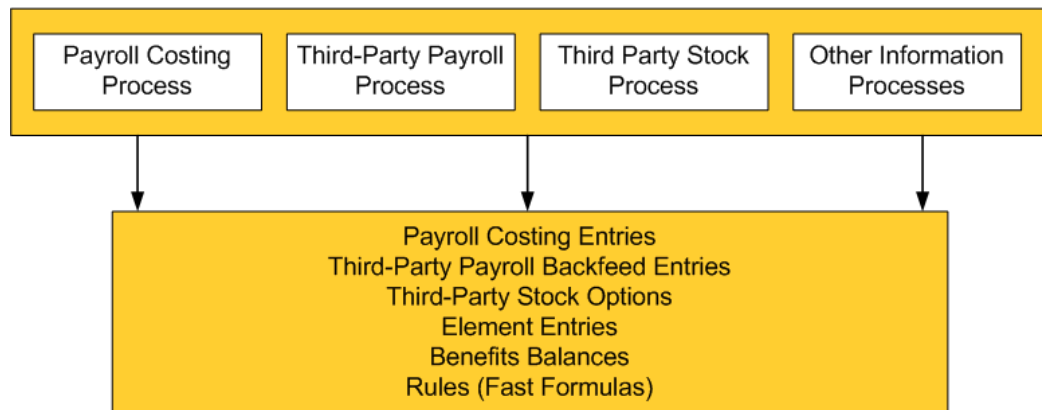 Payroll Costing
Process
Third-Party Payroll
Process
Third Party Stock
Process
Other Information
Processes
Payroll Costing Entries
Third-Party Payroll Backfeed Entries
Third-Party Stock Options
Element Entries
Benefits Balances
Rules (Fast Formulas)